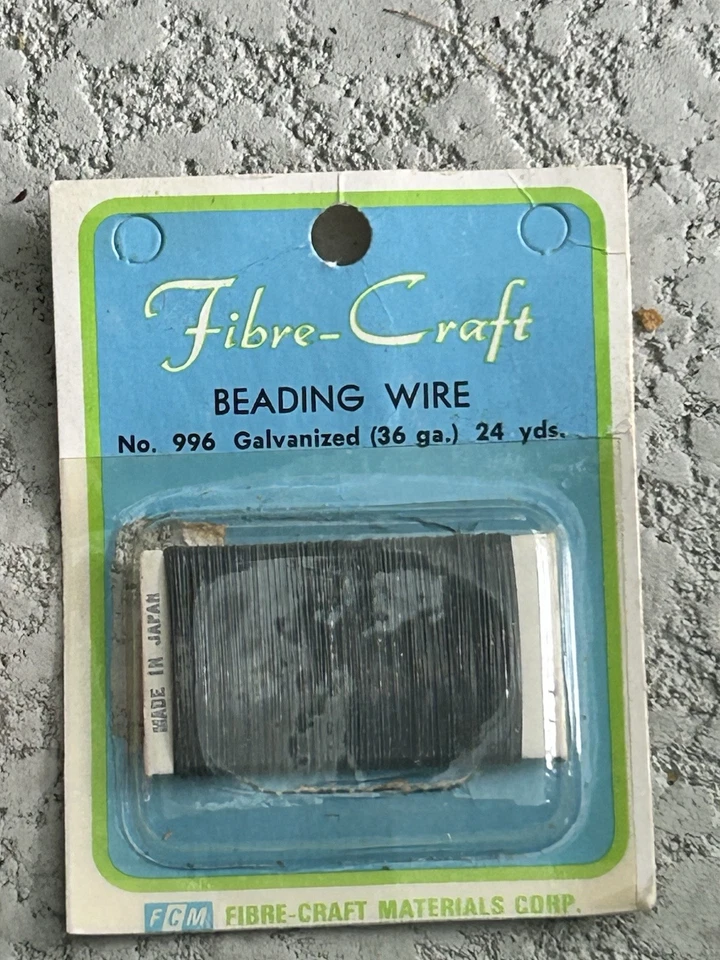 Fibre-Craft
BEADING WIRE
No. 996 Galvanized (36 ga.) 24 yds.
MADE IN JAPAN
FCM FIBRE-CRAFT MATERIALS CORP.